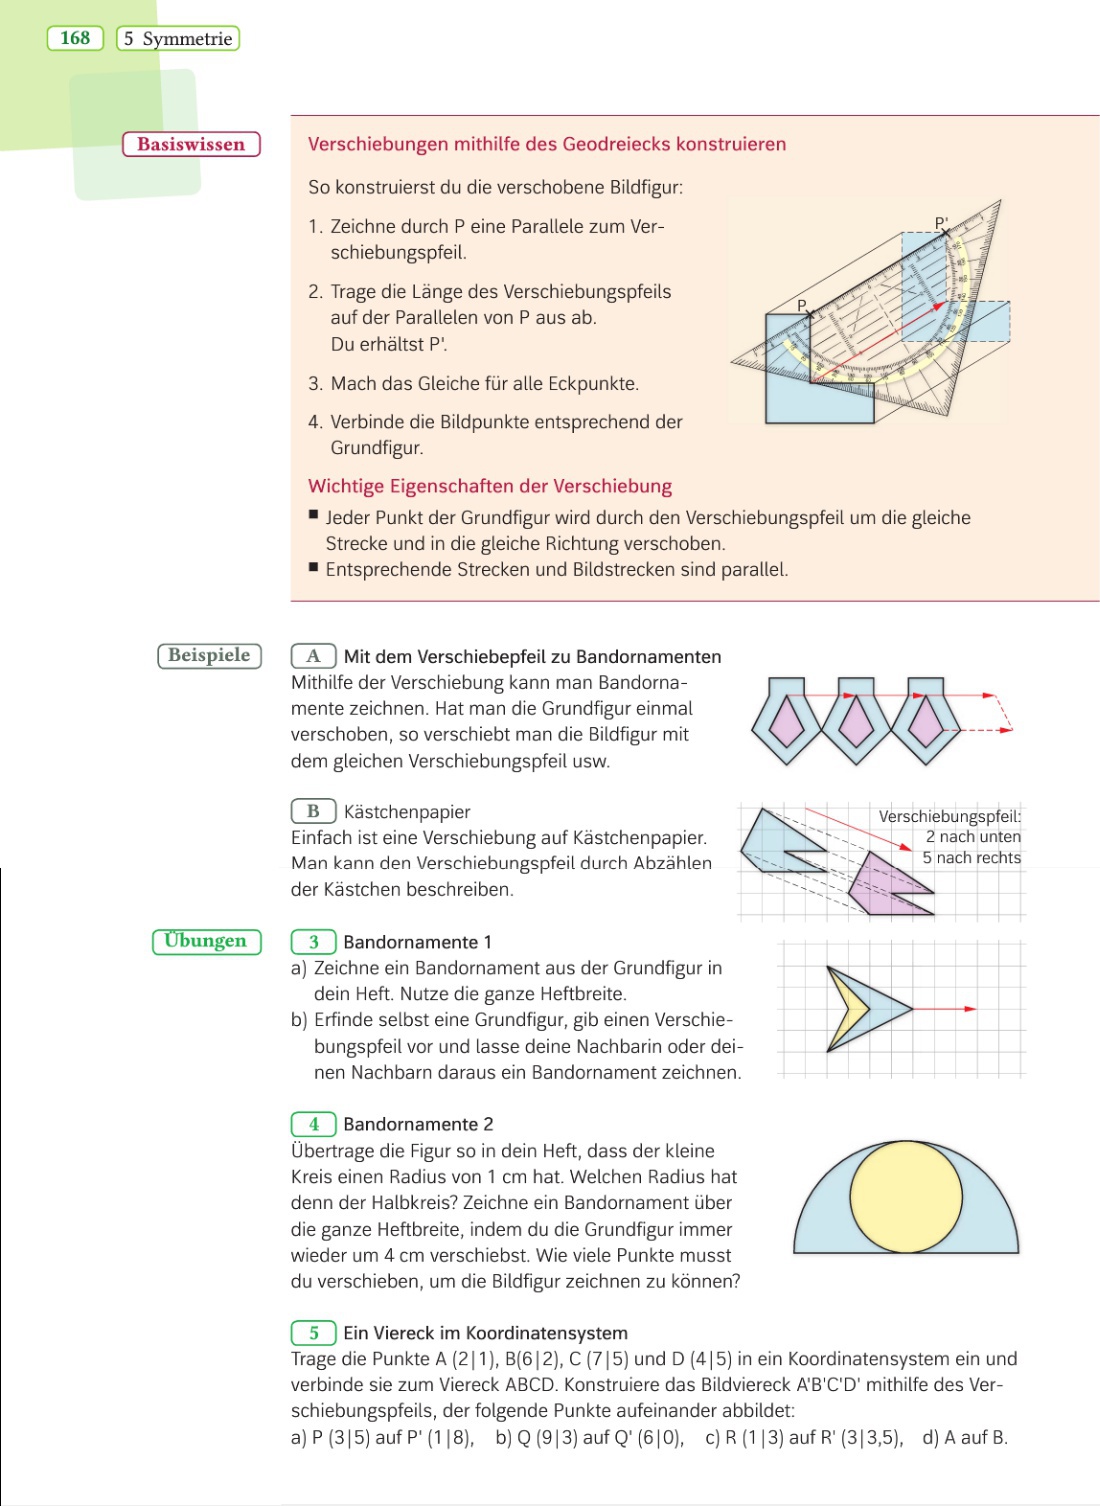 168
5 Symmetrie
Basiswissen
Verschiebungen mithilfe des Geodreiecks konstruieren
So konstruierst du die verschobene Bildfigur:
1. Zeichne durch P eine Parallele zum Ver-
schiebungspfeil.
2. Trage die Länge des Verschiebungspfeils
auf der Parallelen von P aus ab.
Du erhältst P'.
3. Mach das Gleiche für alle Eckpunkte.
4. Verbinde die Bildpunkte entsprechend der
Grundfigur.
P
P'
Wichtige Eigenschaften der Verschiebung
■ Jeder Punkt der Grundfigur wird durch den Verschiebungspfeil um die gleiche
Strecke und in die gleiche Richtung verschoben.
■ Entsprechende Strecken und Bildstrecken sind parallel.
Beispiele
A Mit dem Verschiebepfeil zu Bandornamenten
Mithilfe der Verschiebung kann man Bandorna-
mente zeichnen. Hat man die Grundfigur einmal
verschoben, so verschiebt man die Bildfigur mit
dem gleichen Verschiebungspfeil usw.
B Kästchenpapier
Einfach ist eine Verschiebung auf Kästchenpapier.
Man kann den Verschiebungspfeil durch Abzählen
der Kästchen beschreiben.
Verschiebungspfeil:
2 nach unten
5 nach rechts
Übungen
3 Bandornamente 1
a) Zeichne ein Bandornament aus der Grundfigur in
dein Heft. Nutze die ganze Heftbreite.
b) Erfinde selbst eine Grundfigur, gib einen Verschie-
bungspfeil vor und lasse deine Nachbarin oder dei-
nen Nachbarn daraus ein Bandornament zeichnen.
4 Bandornamente 2
Übertrage die Figur so in dein Heft, dass der kleine
Kreis einen Radius von 1 cm hat. Welchen Radius hat
denn der Halbkreis? Zeichne ein Bandornament über
die ganze Heftbreite, indem du die Grundfigur immer
wieder um 4 cm verschiebst. Wie viele Punkte musst
du verschieben, um die Bildfigur zeichnen zu können?
5 Ein Viereck im Koordinatensystem
Trage die Punkte A (2|1), B(6|2), C (7|5) und D (4|5) in ein Koordinatensystem ein und
verbinde sie zum Viereck ABCD. Konstruiere das Bildviereck A'B'C'D' mithilfe des Ver-
schiebungspfeils, der folgende Punkte aufeinander abbildet:
a) P (3|5) auf P' (1|8), b) Q (9|3) auf Q' (6|0), c) R (1|3) auf R' (3|3,5), d) A auf B.